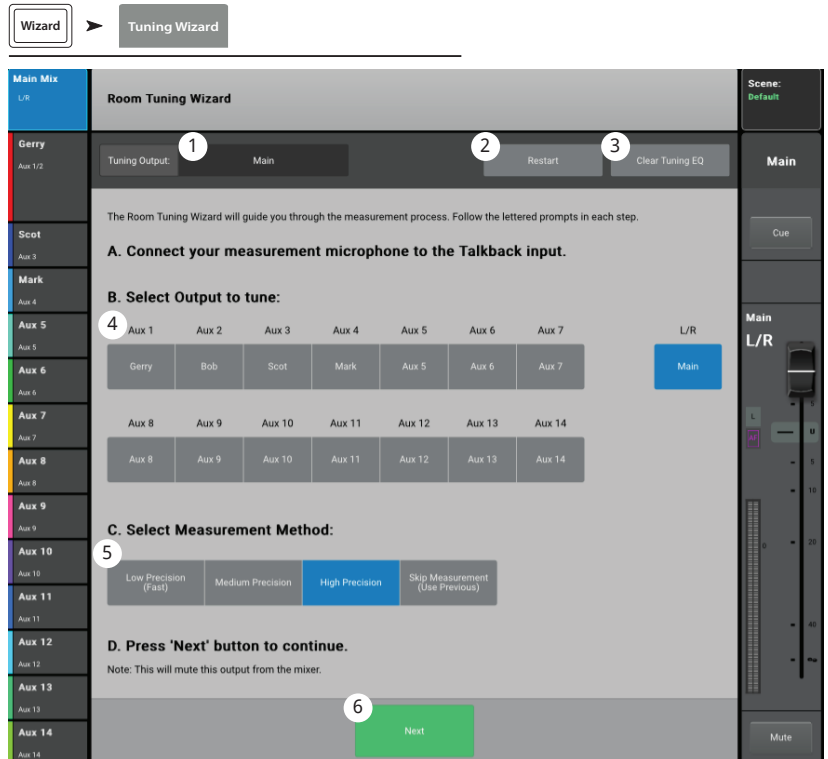 Wizard
➤
Tuning Wizard
Main Mix
L/R
Room Tuning Wizard
Scene:
Default
Gerry
Aux 1/2
Scot
Aux 3
Mark
Aux 4
Aux 5
Aux 5
Aux 6
Aux 6
Aux 7
Aux 7
Aux 8
Aux 8
Aux 9
Aux 9
Aux 10
Aux 10
Aux 11
Aux 11
Aux 12
Aux 12
Aux 13
Aux 13
Aux 14
Aux 14
1
2
3
Tuning Output: Main Restart Clear Tuning EQ
The Room Tuning Wizard will guide you through the measurement process. Follow the lettered prompts in each step.
A. Connect your measurement microphone to the Talkback input.
B. Select Output to tune:
4
Aux 1 Aux 2 Aux 3 Aux 4 Aux 5 Aux 6 Aux 7 L/R
Gerry Bob Scot Mark Aux 5 Aux 6 Aux 7 Main
Aux 8 Aux 9 Aux 10 Aux 11 Aux 12 Aux 13 Aux 14
Aux 8 Aux 9 Aux 10 Aux 11 Aux 12 Aux 13 Aux 14
C. Select Measurement Method:
5
Low Precision (Fast) Medium Precision High Precision Skip Measurement (Use Previous)
D. Press 'Next' button to continue.
Note: This will mute this output from the mixer.
6
Next
Main
Cue
Main
L/R
5
L
U
5
10
0
20
40
∞
Mute